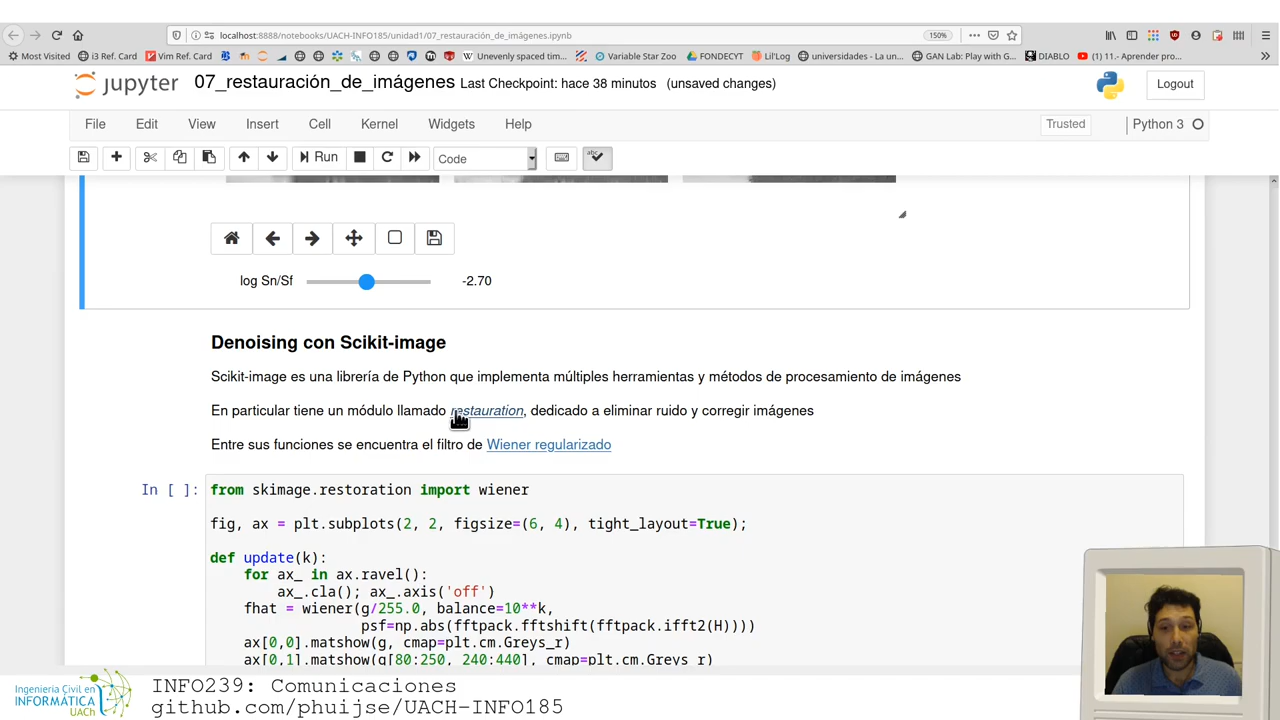 localhost:8888/notebooks/UACH-INFO185/unidad1/07_restauración_de_imágenes.ipynb
150%
Most Visited
i3 Ref. Card
Vim Ref. Card
Unevenly spaced tim...
Variable Star Zoo
FONDECYT
Lil'Log
universidades - La un...
GAN Lab: Play with G...
DIABLO
(1) 11.- Aprender pro...
jupyter 07_restauración_de_imágenes Last Checkpoint: hace 38 minutos (unsaved changes)
Logout
File Edit View Insert Cell Kernel Widgets Help
Trusted
Python 3
Run
Code
abc
log Sn/Sf
-2.70
Denoising con Scikit-image
Scikit-image es una librería de Python que implementa múltiples herramientas y métodos de procesamiento de imágenes
En particular tiene un módulo llamado restauration, dedicado a eliminar ruido y corregir imágenes
Entre sus funciones se encuentra el filtro de Wiener regularizado
In [ ]:
from skimage.restoration import wiener
fig, ax = plt.subplots(2, 2, figsize=(6, 4), tight_layout=True);
def update(k):
for ax_ in ax.ravel():
ax_.cla(); ax_.axis('off')
fhat = wiener(g/255.0, balance=10**k,
psf=np.abs(fftpack.fftshift(fftpack.ifft2(H))))
ax[0,0].matshow(g, cmap=plt.cm.Greys_r)
ax[0,1].matshow(g[80:250, 240:440], cmap=plt.cm.Greys_r)
Ingeniería Civil en
INFORMÁTICA
UACh
INFO239: Comunicaciones
github.com/phuijse/UACH-INFO185